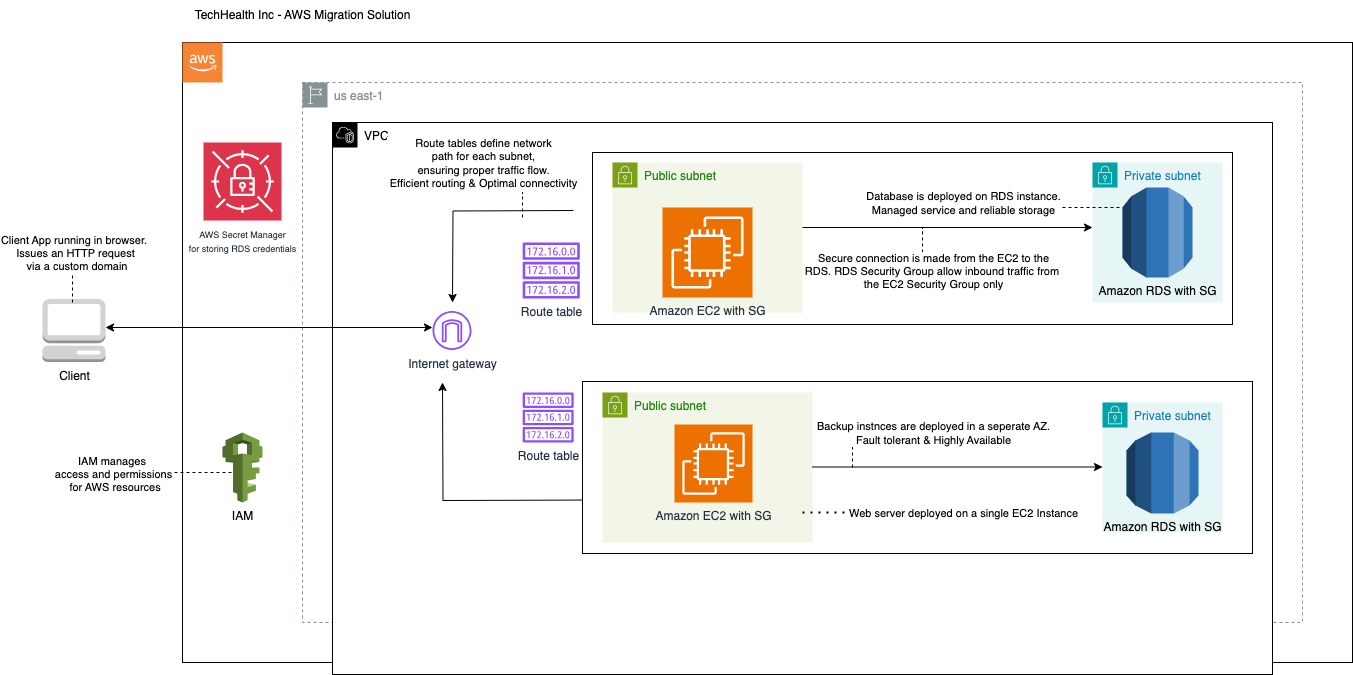 TechHealth Inc - AWS Migration Solution
aws
us east-1
VPC
Route tables define network
path for each subnet,
ensuring proper traffic flow.
Efficient routing & Optimal connectivity
Public subnet
Private subnet
Database is deployed on RDS instance.
Managed service and reliable storage
AWS Secret Manager
for storing RDS credentials
Client App running in browser.
Issues an HTTP request
via a custom domain
172.16.0.0
172.16.1.0
172.16.2.0
Route table
Secure connection is made from the EC2 to the
RDS. RDS Security Group allow inbound traffic from
the EC2 Security Group only
Amazon EC2 with SG
Amazon RDS with SG
Client
Internet gateway
172.16.0.0
172.16.1.0
172.16.2.0
Route table
Public subnet
Private subnet
Backup instnces are deployed in a seperate AZ.
Fault tolerant & Highly Available
IAM manages
access and permissions
for AWS resources
IAM
Amazon EC2 with SG
Web server deployed on a single EC2 Instance
Amazon RDS with SG